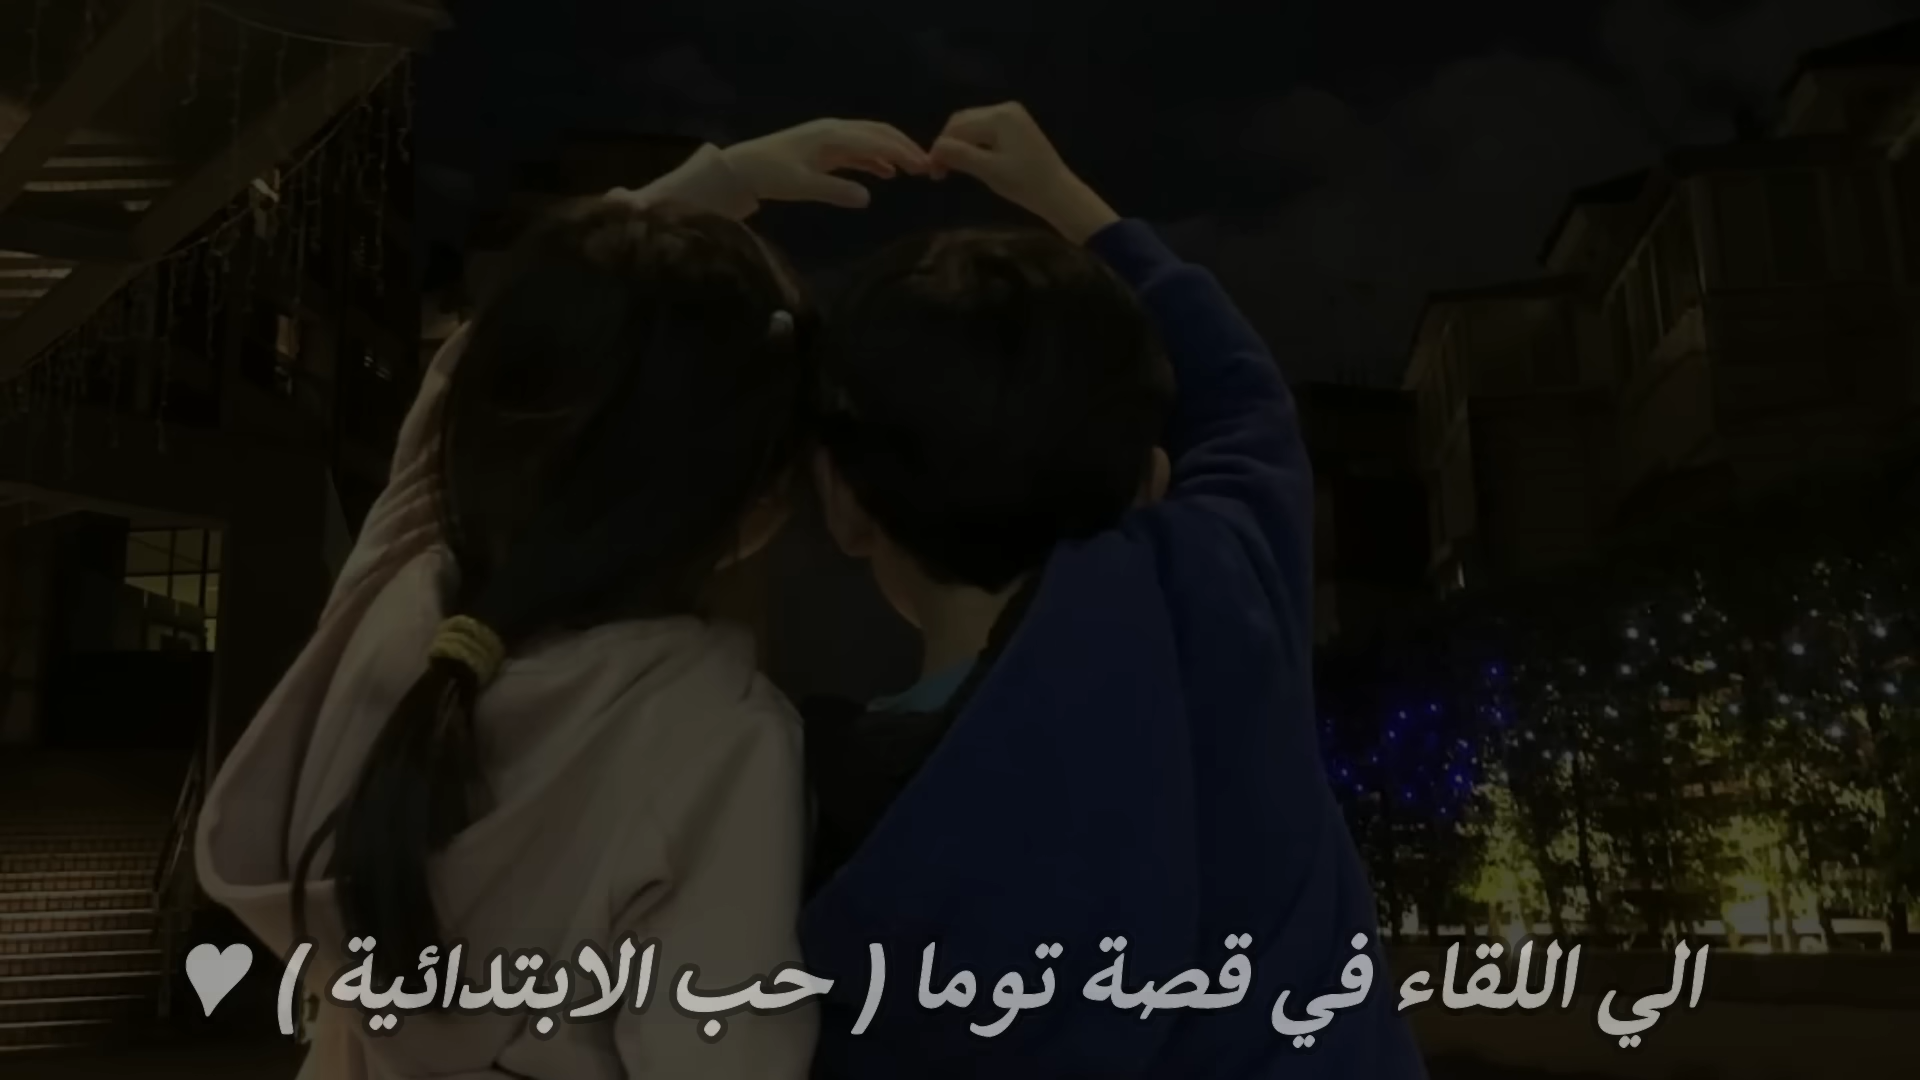 الي اللقاء في قصة توما ( حب الابتدائية ) ♥